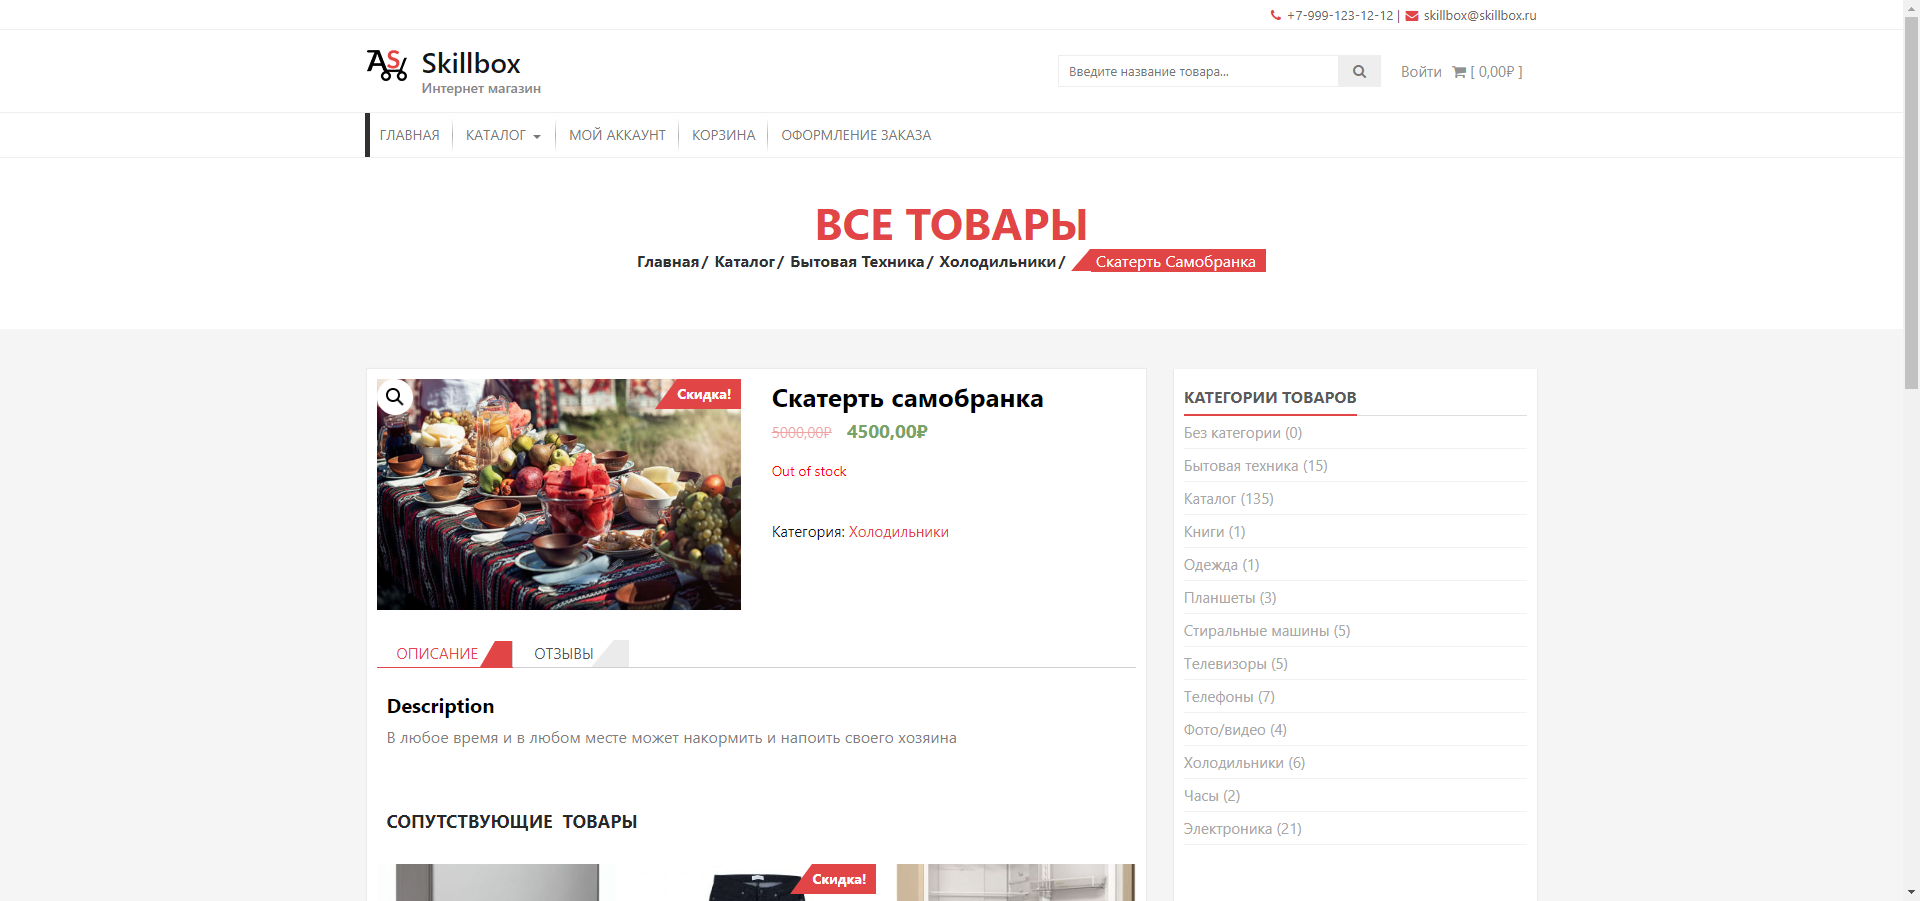 +7-999-123-12-12 | skillbox@skillbox.ru
AS Skillbox
Интернет магазин
Введите название товара...
Войти [ 0,00₽ ]
ГЛАВНАЯ КАТАЛОГ МОЙ АККАУНТ КОРЗИНА ОФОРМЛЕНИЕ ЗАКАЗА
ВСЕ ТОВАРЫ
Главная/ Каталог/ Бытовая Техника/ Холодильники/ Скатерть Самобранка
Скидка!
Скатерть самобранка
5000,00₽ 4500,00₽
Out of stock
Категория: Холодильники
ОПИСАНИЕ ОТЗЫВЫ
Description
В любое время и в любом месте может накормить и напоить своего хозяина
СОПУТСТВУЮЩИЕ ТОВАРЫ
Скидка!
КАТЕГОРИИ ТОВАРОВ
Без категории (0)
Бытовая техника (15)
Каталог (135)
Книги (1)
Одежда (1)
Планшеты (3)
Стиральные машины (5)
Телевизоры (5)
Телефоны (7)
Фото/видео (4)
Холодильники (6)
Часы (2)
Электроника (21)